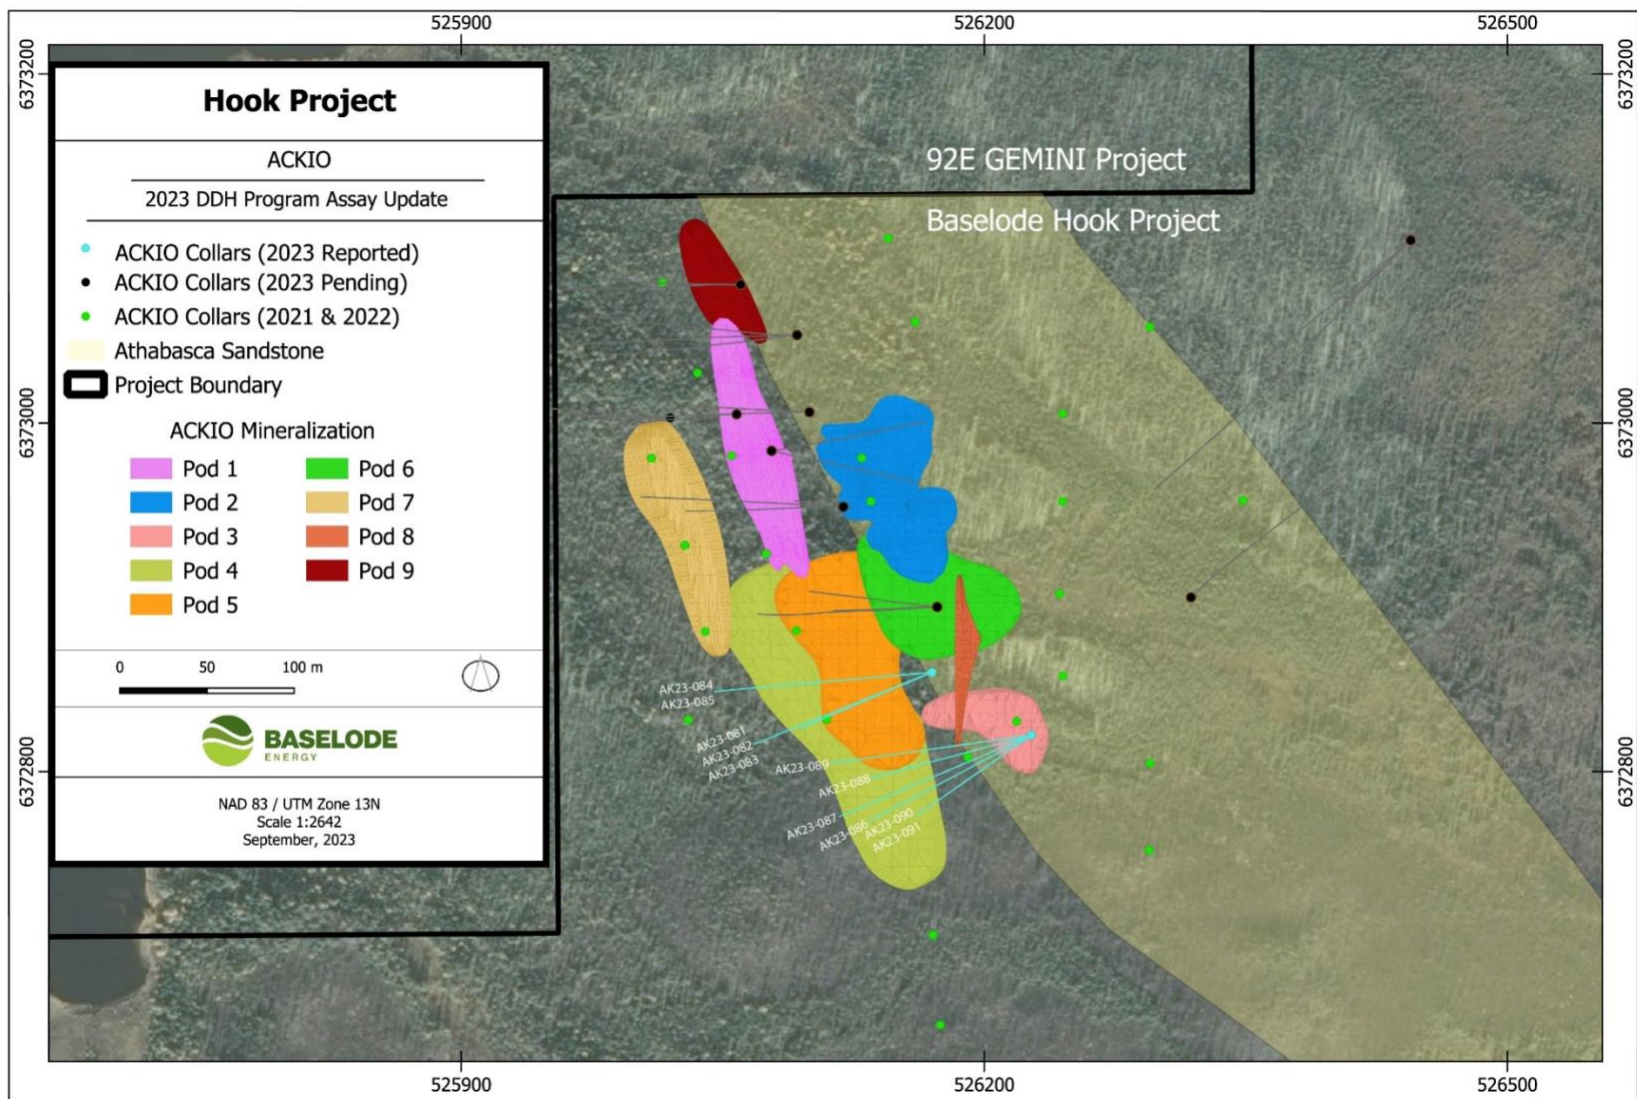 525900
526200
526500
6373200
6373200
Hook Project
ACKIO
2023 DDH Program Assay Update
ACKIO Collars (2023 Reported)
ACKIO Collars (2023 Pending)
ACKIO Collars (2021 & 2022)
Athabasca Sandstone
Project Boundary
ACKIO Mineralization
Pod 1
Pod 2
Pod 3
Pod 4
Pod 5
Pod 6
Pod 7
Pod 8
Pod 9
0 50 100 m
BASELODE
ENERGY
NAD 83 / UTM Zone 13N
Scale 1:2642
September, 2023
92E GEMINI Project
Baselode Hook Project
6373000
6373000
AK23-084
AK23-085
AK23-081
AK23-082
AK23-083
AK23-089
AK23-088
AK23-087
AK23-086
AK23-090
AK23-091
6372800
6372800
525900
526200
526500